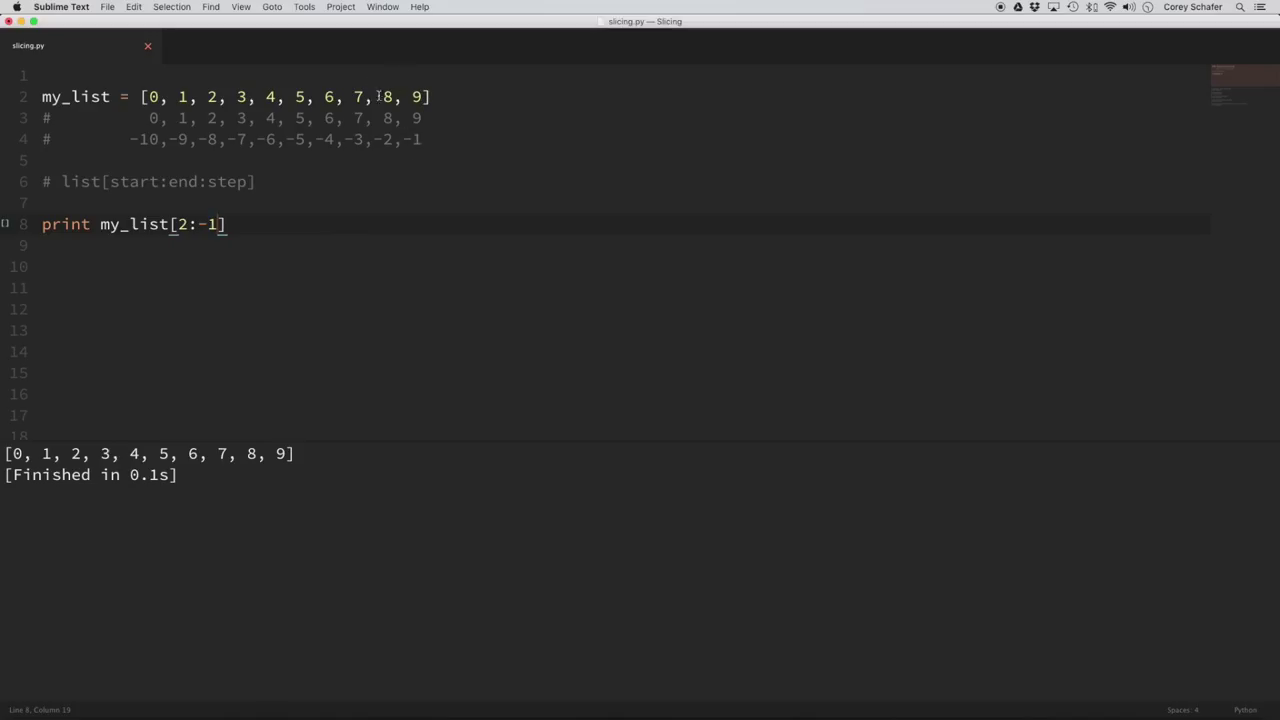 Sublime Text File Edit Selection Find View Goto Tools Project Window Help Corey Schafer
slicing.py — Slicing
slicing.py
1
2 my_list = [0, 1, 2, 3, 4, 5, 6, 7, 8, 9]
3 # 0, 1, 2, 3, 4, 5, 6, 7, 8, 9
4 # -10,-9,-8,-7,-6,-5,-4,-3,-2,-1
5
6 # list[start:end:step]
7
8 print my_list[2:-1]
9
10
11
12
13
14
15
16
17
18
[0, 1, 2, 3, 4, 5, 6, 7, 8, 9]
[Finished in 0.1s]
Line 8, Column 19 Spaces: 4 Python